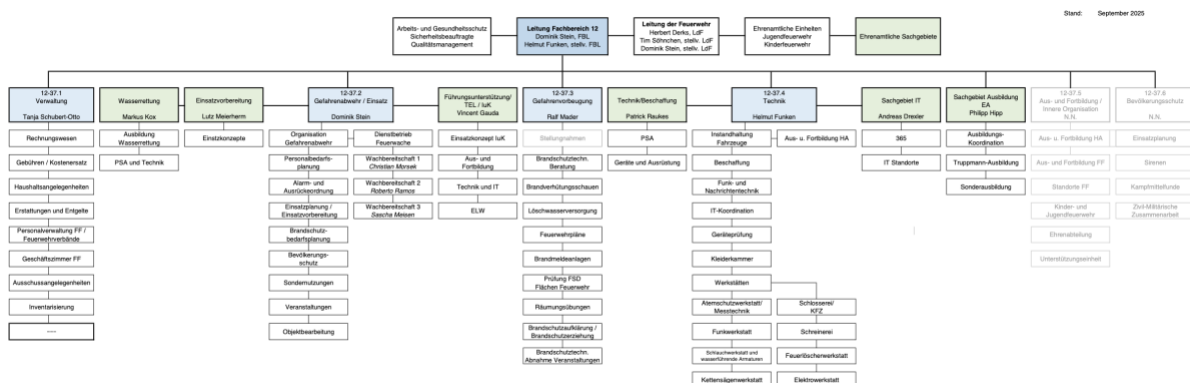 Stand: September 2025
Arbeits- und Gesundheitsschutz
Sicherheitsbeauftragte
Qualitätsmanagement
Leitung Fachbereich 12
Dominik Stein, FBL
Helmut Funken, stellv. FBL
Leitung der Feuerwehr
Herbert Derks, LdF
Tim Söhnchen, stellv. LdF
Dominik Stein, stellv. LdF
Ehrenamtliche Einheiten
Jugendfeuerwehr
Kinderfeuerwehr
Ehrenamtliche Sachgebiete
12-37.1
Verwaltung
Tanja Schubert-Otto
Rechnungswesen
Gebühren / Kostensatz
Haushaltsangelegenheiten
Erstattungen und Entgelte
Personalverwaltung FF /
Feuerwehrverbände
Geschäftszimmer FF
Ausschussangelegenheiten
Inventarisierung
.....
Wasserrettung
Markus Kox
Ausbildung
Wasserrettung
PSA und Technik
Einsatzvorbereitung
Lutz Meierherm
Einstzkonzepte
12-37.2
Gefahrenabwehr / Einsatz
Dominik Stein
Organisation
Gefahrenabwehr
Personalbedarfs-
planung
Alarm- und
Ausrückeordnung
Einsatzplanung /
Einsatzvorbereitung
Brandschutz-
bedarfsplanung
Bevölkerungs-
schutz
Sondernutzungen
Veranstaltungen
Objektbearbeitung
Dienstbetrieb
Feuerwache
Wachbereitschaft 1
Christian Morsek
Wachbereitschaft 2
Roberto Ramos
Wachbereitschaft 3
Sascha Meisen
Führungsunterstützung/
TEL / IuK
Vincent Gauda
Einsatzkonzept IuK
Aus- und
Fortbildung
Technik und IT
ELW
12-37.3
Gefahrenvorbeugung
Ralf Mader
Stellungnahmen
Brandschutztechn.
Beratung
Brandverhütungsschauen
Löschwasserversorgung
Feuerwehrpläne
Brandmeldeanlagen
Prüfung FSD
Flächen Feuerwehr
Räumungsübungen
Brandschutzaufklärung /
Brandschutzerziehung
Brandschutztechn.
Abnahme Veranstaltungen
Technik/Beschaffung
Patrick Raukes
PSA
Geräte und Ausrüstung
12-37.4
Technik
Helmut Funken
Instandhaltung
Fahrzeuge
Aus- u. Fortbildung HA
Beschaffung
Funk- und
Nachrichtentechnik
IT-Koordination
Geräteprüfung
Kleiderkammer
Werkstätten
Atemschutzwerkstatt/
Messtechnik
Funkwerkstatt
Schlauchwerkstatt und
wasserführende Armaturen
Kettensägenwerkstatt
Schlosserei/
KFZ
Schreinerei
Feuerlöscherwerkstatt
Elektrowerkstatt
Sachgebiet IT
Andreas Drexler
365
IT Standorte
Sachgebiet Ausbildung
EA
Philipp Hipp
Ausbildungs-
Koordination
Truppmann-Ausbildung
Sonderausbildung
12-37.5
Aus- und Fortbildung /
Innere Organisation
N.N.
Aus- u. Fortbildung HA
Aus- und Fortbildung FF
Standorte FF
Kinder- und
Jugendfeuerwehr
Ehrenabteilung
Unterstützungseinheit
12-37.6
Bevölkerungsschutz
N.N.
Einsatzplanung
Sirenen
Kampfmittelfunde
Zivil-Militärische
Zusammenarbeit